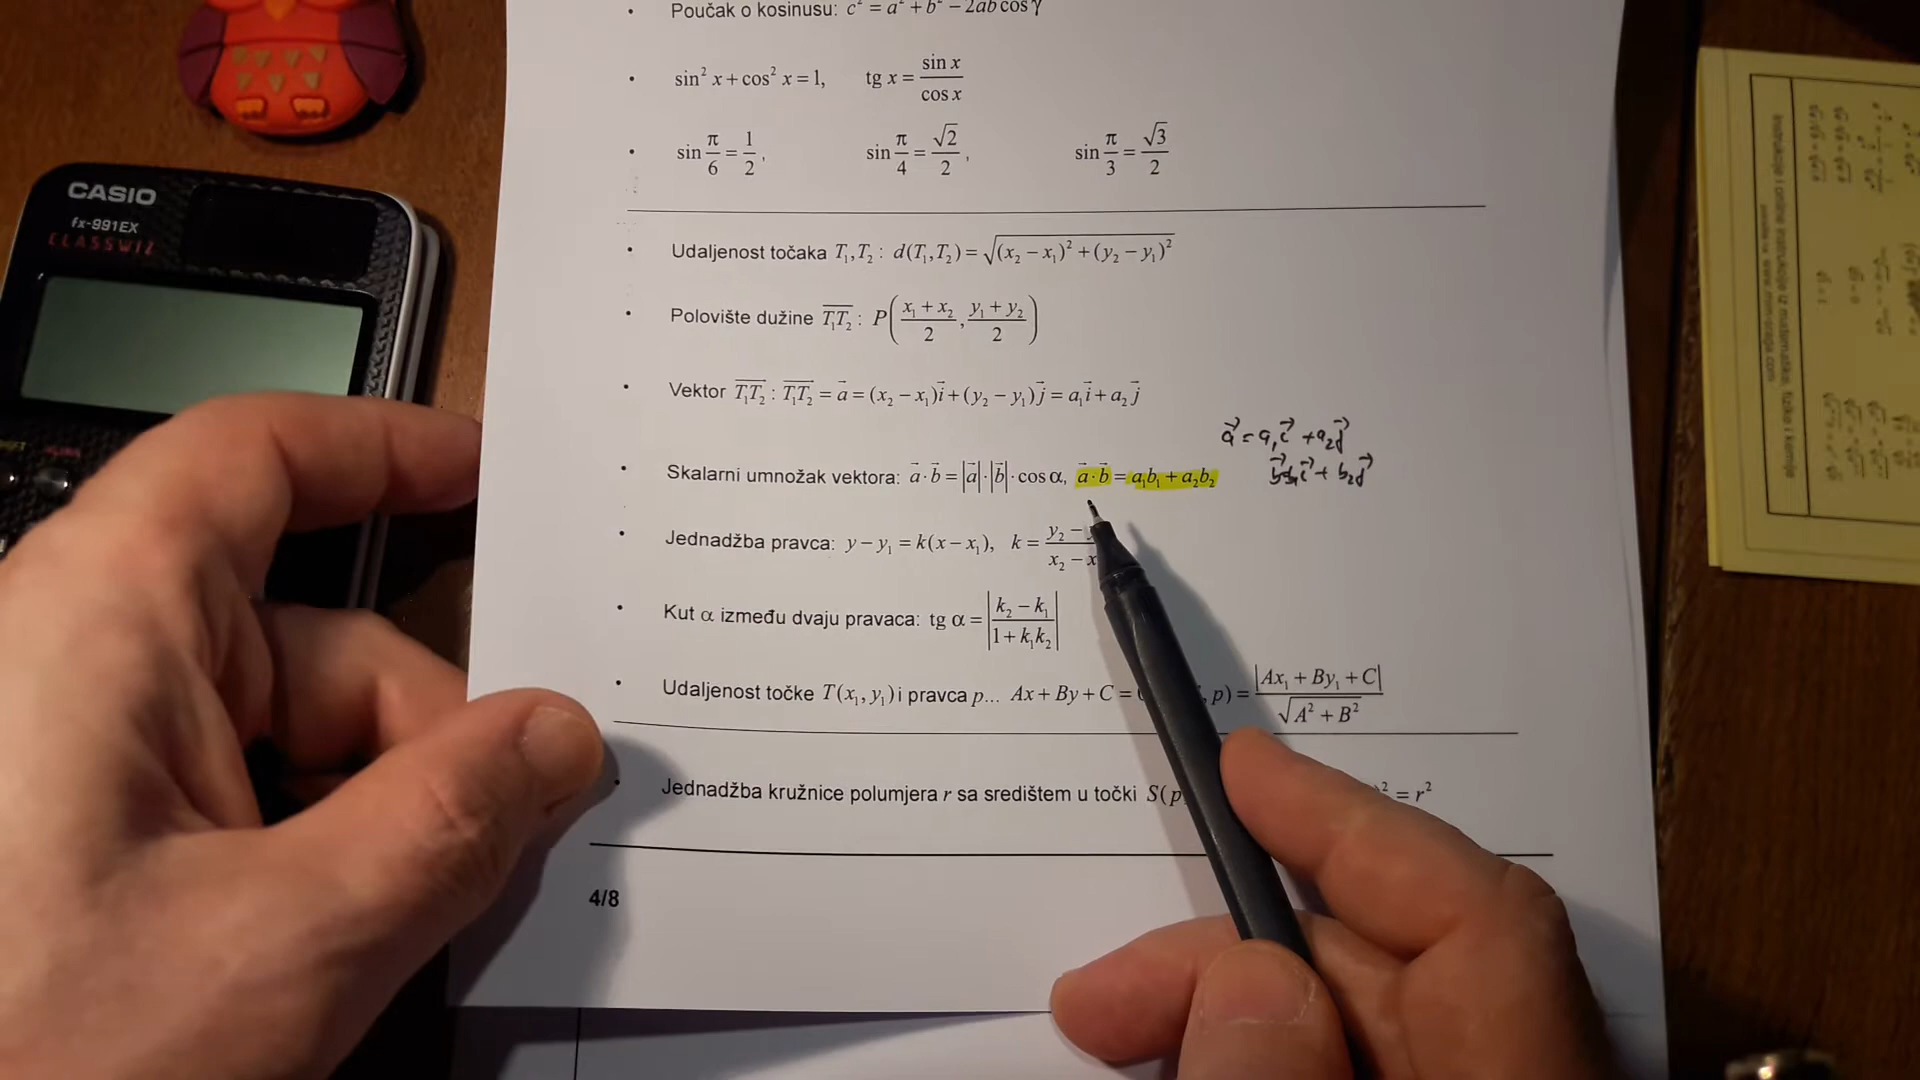 • Poučak o kosinusu: c² = a² + b² − 2ab cos γ
• sin² x + cos² x = 1, tg x = sin x / cos x
• sin π/6 = 1/2, sin π/4 = √2/2, sin π/3 = √3/2
• Udaljenost točaka T₁, T₂ : d(T₁,T₂) = √((x₂ − x₁)² + (y₂ − y₁)²)
• Polovište dužine T₁T₂ : P((x₁ + x₂)/2, (y₁ + y₂)/2)
• Vektor T₁T₂ : T₁T₂ = a⃗ = (x₂ − x₁)i⃗ + (y₂ − y₁)j⃗ = a₁i⃗ + a₂j⃗
a⃗ = a₁i⃗ + a₂j⃗
• Skalarni umnožak vektora: a⃗ · b⃗ = |a⃗| · |b⃗| · cos α, a⃗ · b⃗ = a₁b₁ + a₂b₂
• Jednadžba pravca: y − y₁ = k(x − x₁), k = (y₂ − / x₂ − x
• Kut α između dvaju pravaca: tg α = |(k₂ − k₁)/(1 + k₁k₂)|
• Udaljenost točke T(x₁, y₁) i pravca p... Ax + By + C = , p) = |Ax₁ + By₁ + C| / √(A² + B²)
• Jednadžba kružnice polumjera r sa središtem u točki S(p )² = r²
4/8
CASIO
fx-991EX
CLASSWIZ